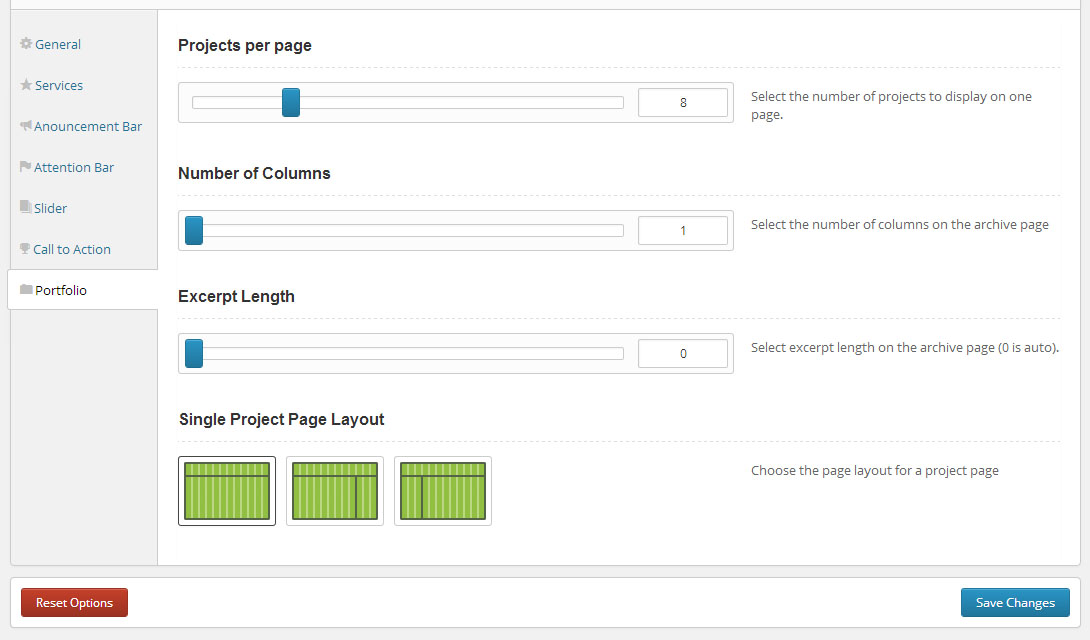 General
Services
Anouncement Bar
Attention Bar
Slider
Call to Action
Portfolio
Projects per page
8
Select the number of projects to display on one
page.
Number of Columns
1
Select the number of columns on the archive page
Excerpt Length
0
Select excerpt length on the archive page (0 is auto).
Single Project Page Layout
Choose the page layout for a project page
Reset Options
Save Changes